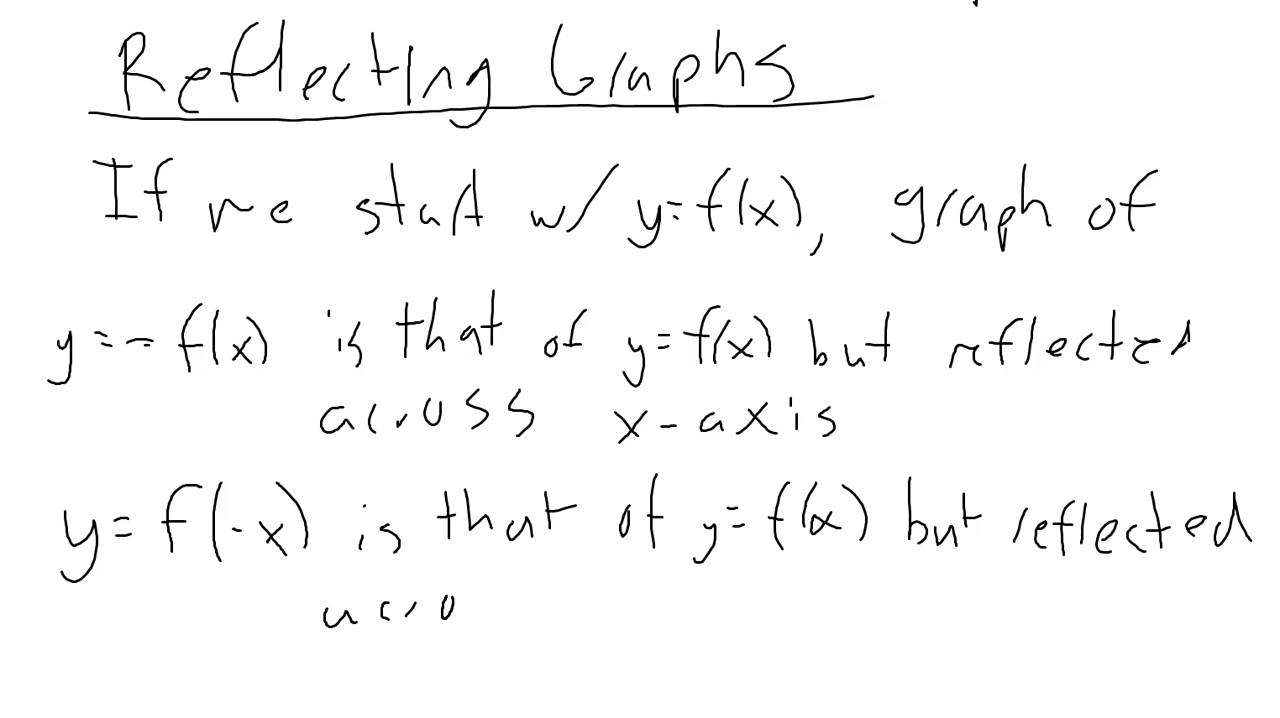 Reflecting Graphs
If we start w/ y=f(x), graph of
y=-f(x) is that of y=f(x) but reflected
across x-axis
y=f(-x) is that of y=f(x) but reflected
acro